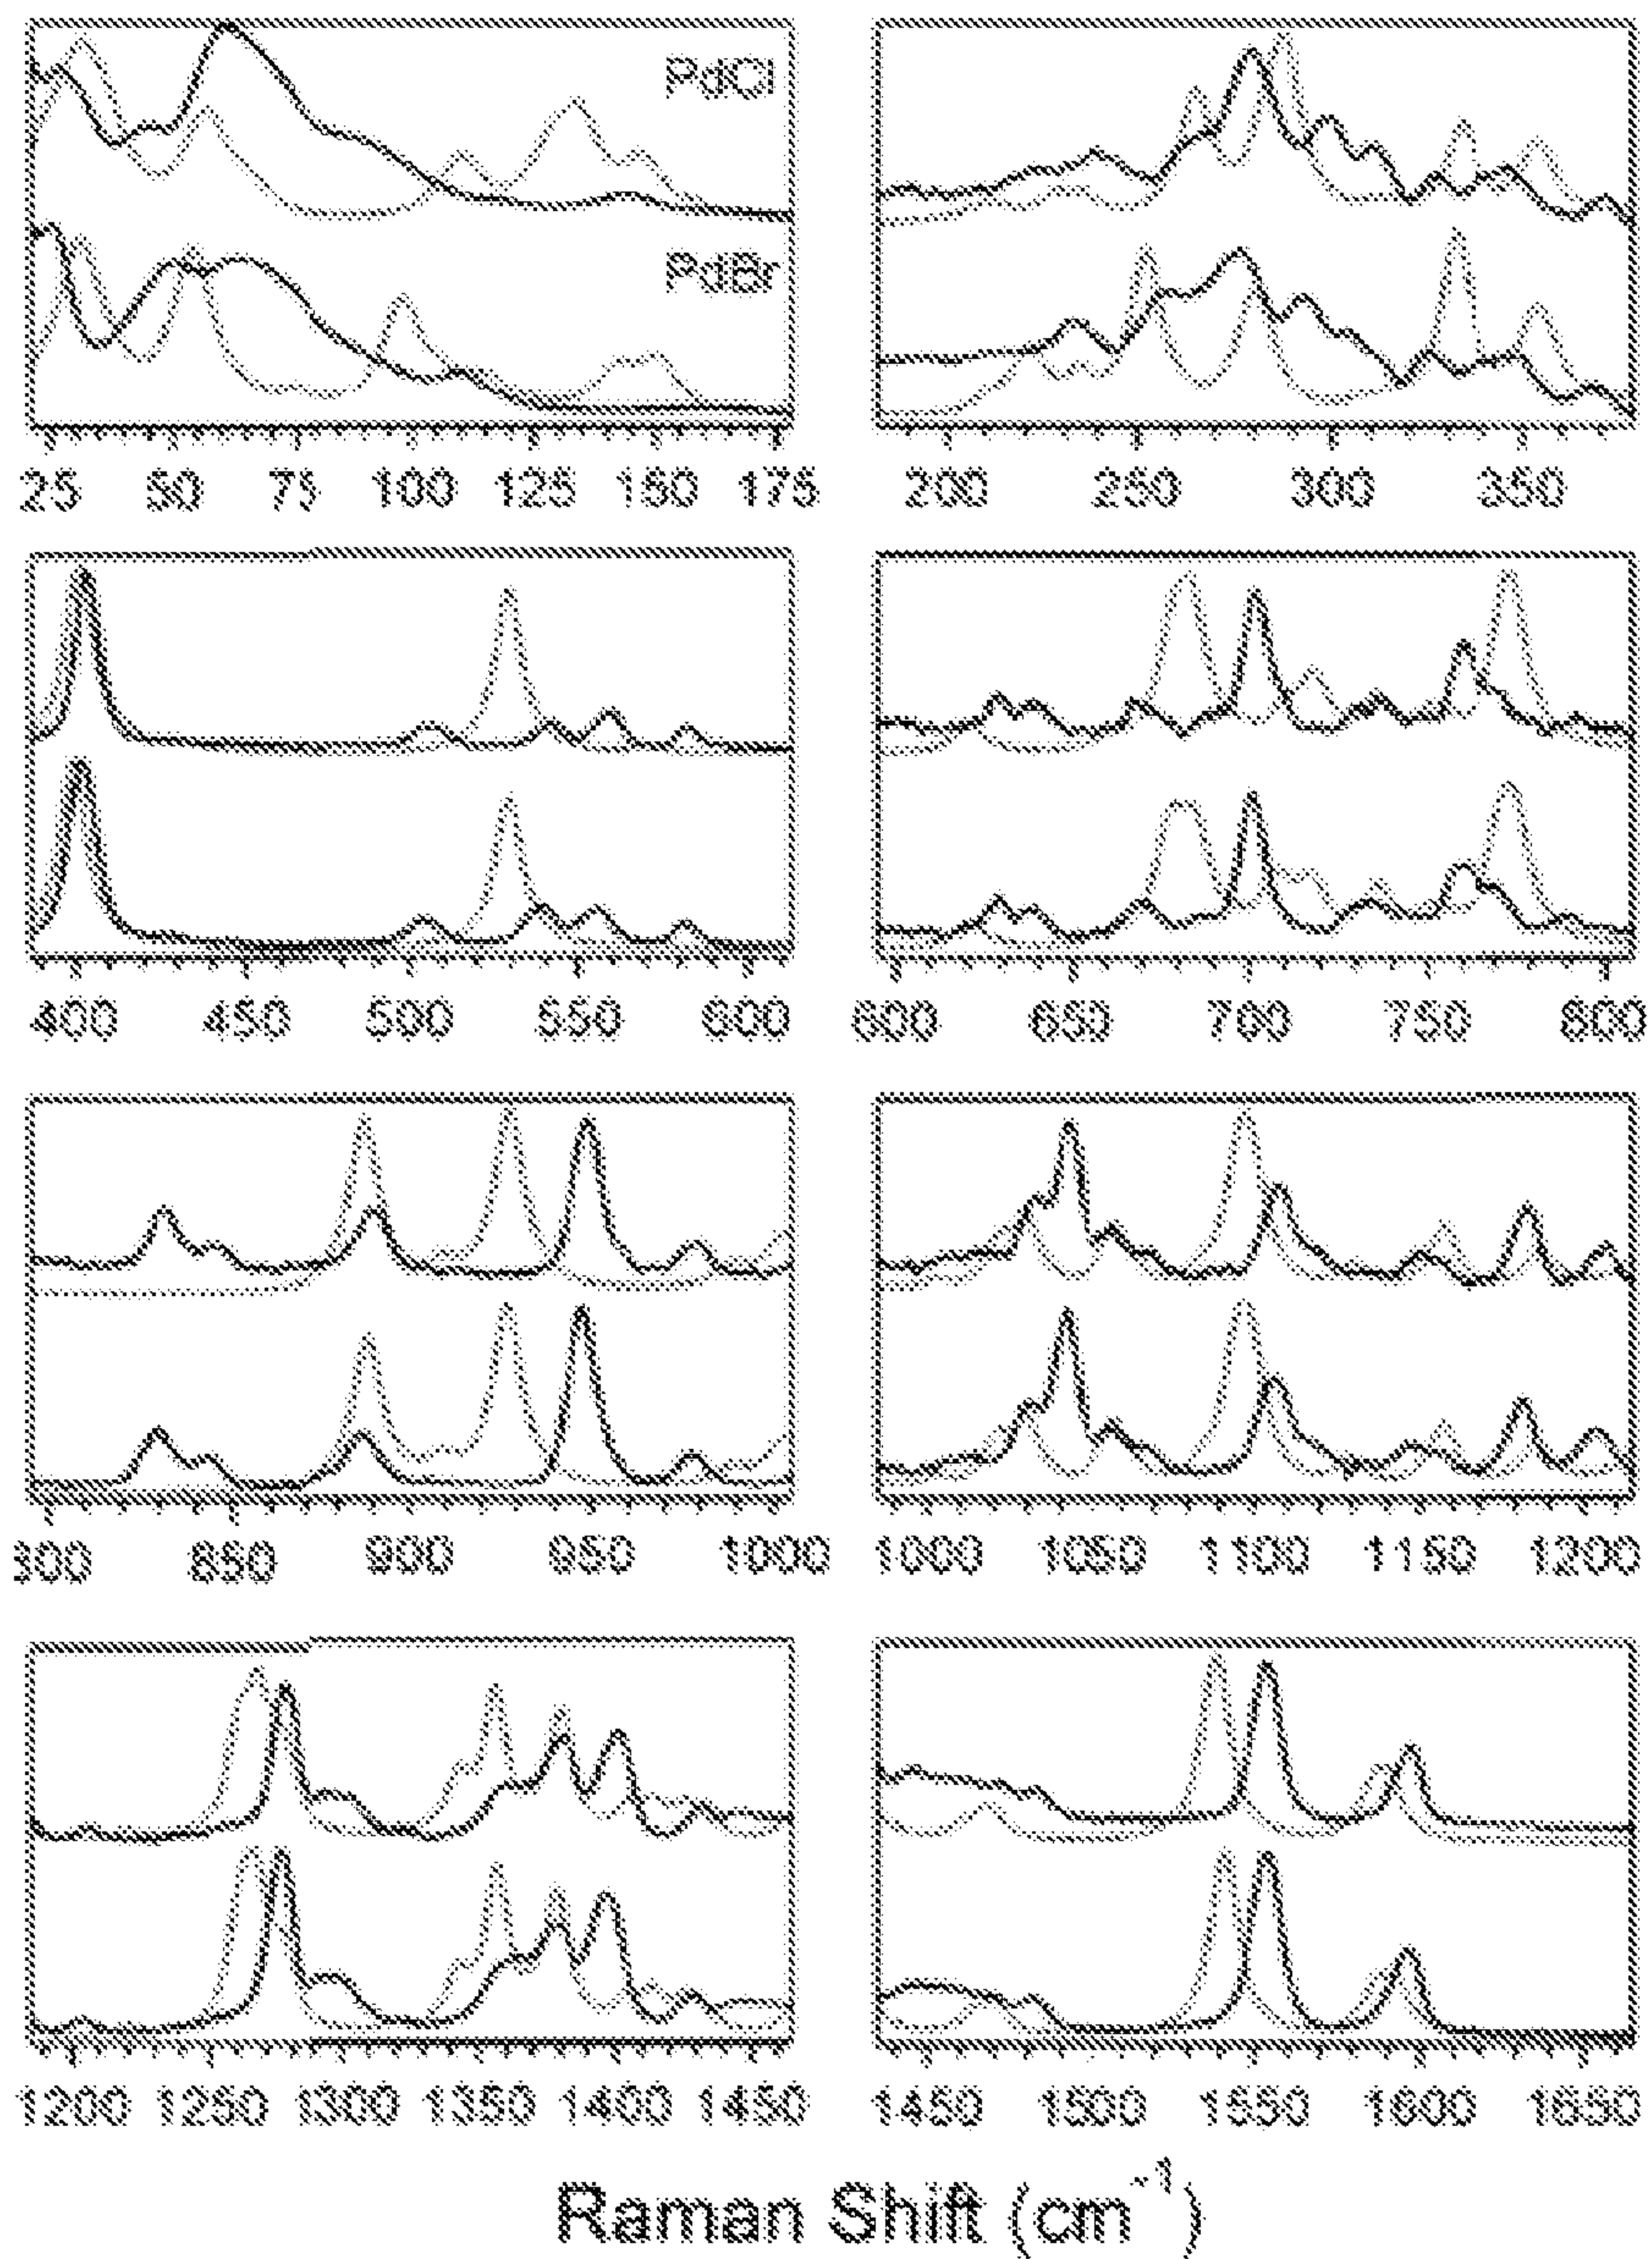 PdCl
PdBr
25 50 75 100 125 150 175
200 250 300 350
400 450 500 550 600
600 650 700 750 800
300 850 900 950 1000
1000 1050 1100 1150 1200
1200 1250 1300 1350 1400 1450
1450 1500 1550 1600 1650
Raman Shift (cm⁻¹)